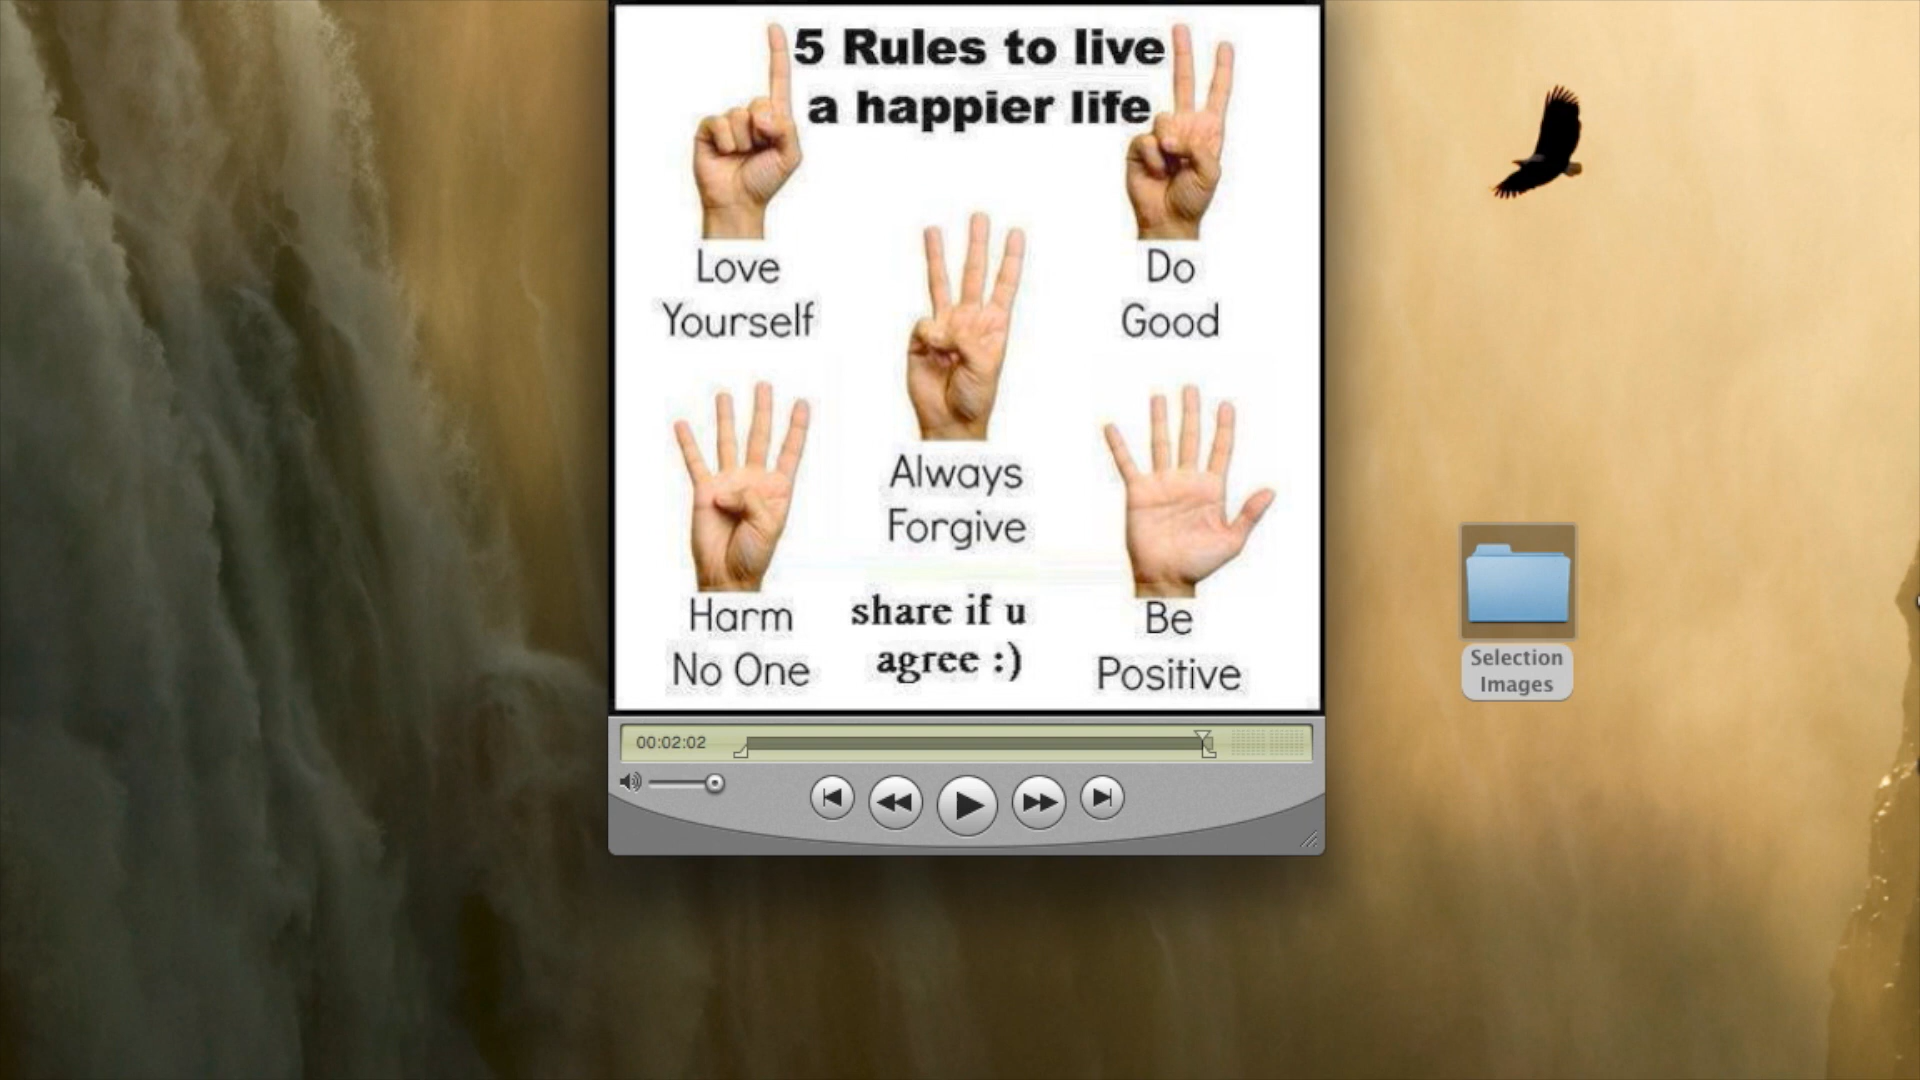 5 Rules to live
a happier life
Love
Yourself
Do
Good
Always
Forgive
Harm
No One
share if u
agree :)
Be
Positive
00:02:02
Selection
Images